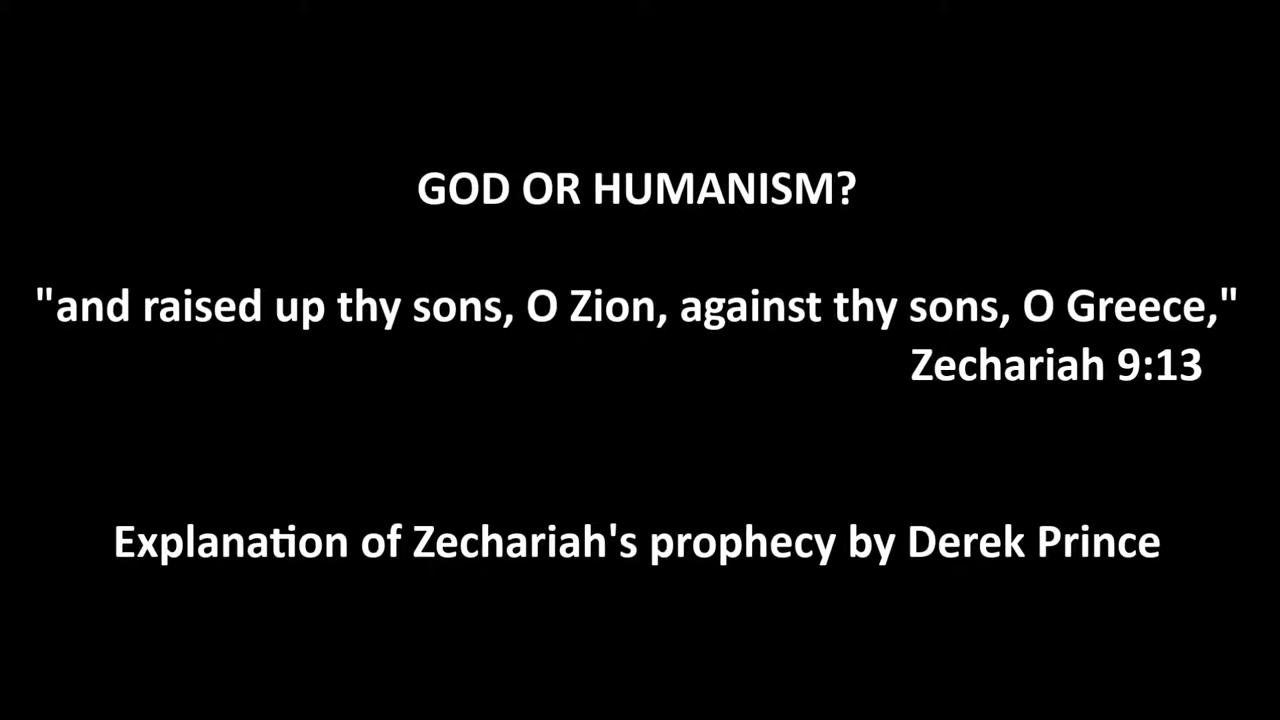 GOD OR HUMANISM?
"and raised up thy sons, O Zion, against thy sons, O Greece,"
Zechariah 9:13
Explanation of Zechariah's prophecy by Derek Prince